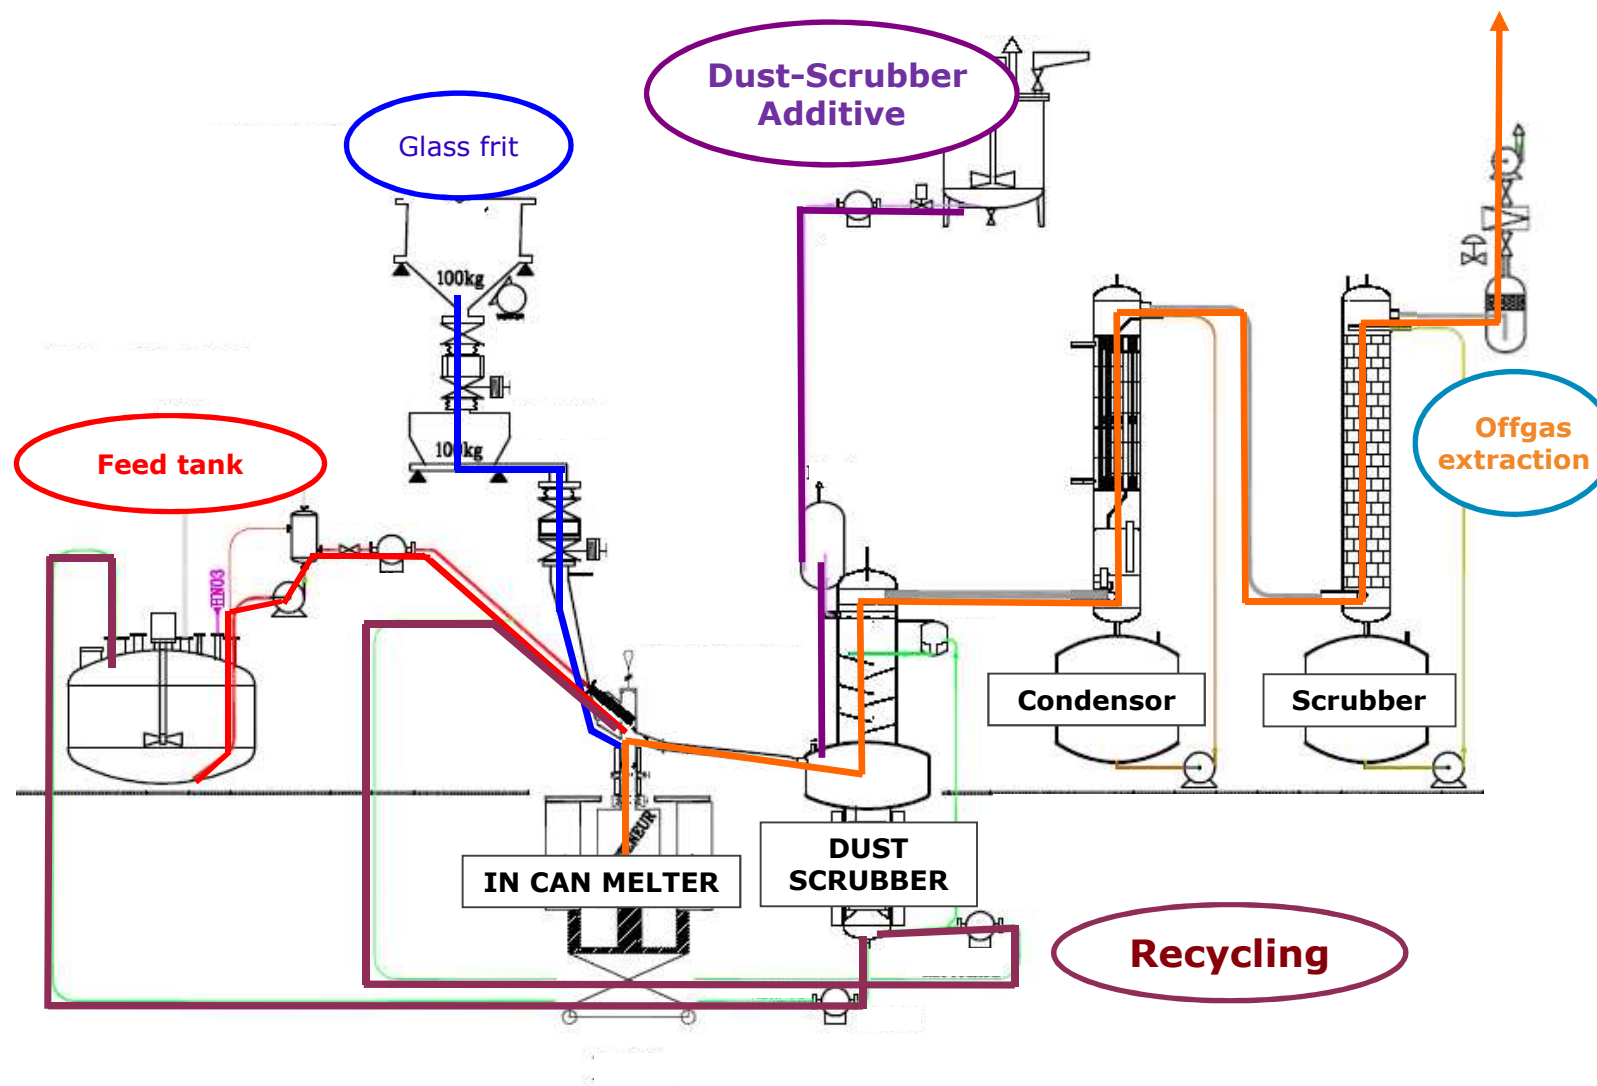 Dust-Scrubber
Additive
Glass frit
100kg
100kg
Feed tank
HNO3
Offgas
extraction
Condensor
Scrubber
DUST
SCRUBBER
IN CAN MELTER
Recycling